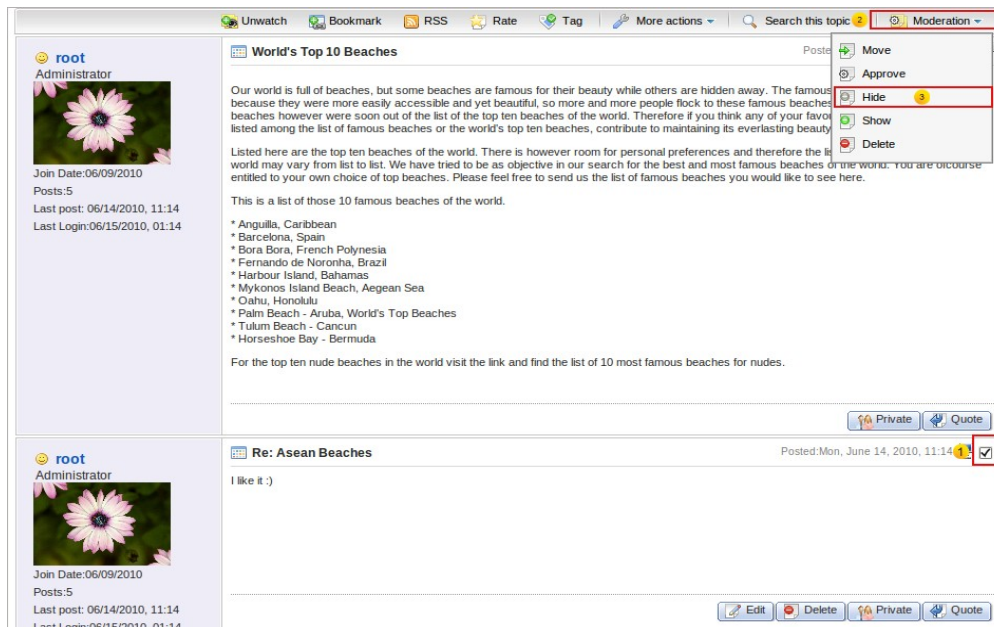 Unwatch Bookmark RSS Rate Tag More actions Search this topic 2 Moderation
root
Administrator
Join Date:06/09/2010
Posts:5
Last post: 06/14/2010, 11:14
Last Login:06/15/2010, 01:14
World's Top 10 Beaches
Poste
Move
Approve
Hide 3
Show
Delete
Our world is full of beaches, but some beaches are famous for their beauty while others are hidden away. The famous
because they were more easily accessible and yet beautiful, so more and more people flock to these famous beaches
beaches however were soon out of the list of the top ten beaches of the world. Therefore if you think any of your favo
listed among the list of famous beaches or the world's top ten beaches, contribute to maintaining its everlasting beauty
Listed here are the top ten beaches of the world. There is however room for personal preferences and therefore the li
world may vary from list to list. We have tried to be as objective in our search for the best and most famous beaches of the world. You are ofcourse
entitled to your own choice of top beaches. Please feel free to send us the list of famous beaches you would like to see here.
This is a list of those 10 famous beaches of the world.
* Anguilla, Caribbean
* Barcelona, Spain
* Bora Bora, French Polynesia
* Fernando de Noronha, Brazil
* Harbour Island, Bahamas
* Mykonos Island Beach, Aegean Sea
* Oahu, Honolulu
* Palm Beach - Aruba, World's Top Beaches
* Tulum Beach - Cancun
* Horseshoe Bay - Bermuda
For the top ten nude beaches in the world visit the link and find the list of 10 most famous beaches for nudes.
Private Quote
root
Administrator
Join Date:06/09/2010
Posts:5
Last post: 06/14/2010, 11:14
Last Login:06/15/2010, 01:14
Re: Asean Beaches
Posted:Mon, June 14, 2010, 11:14 1
I like it :)
Edit Delete Private Quote